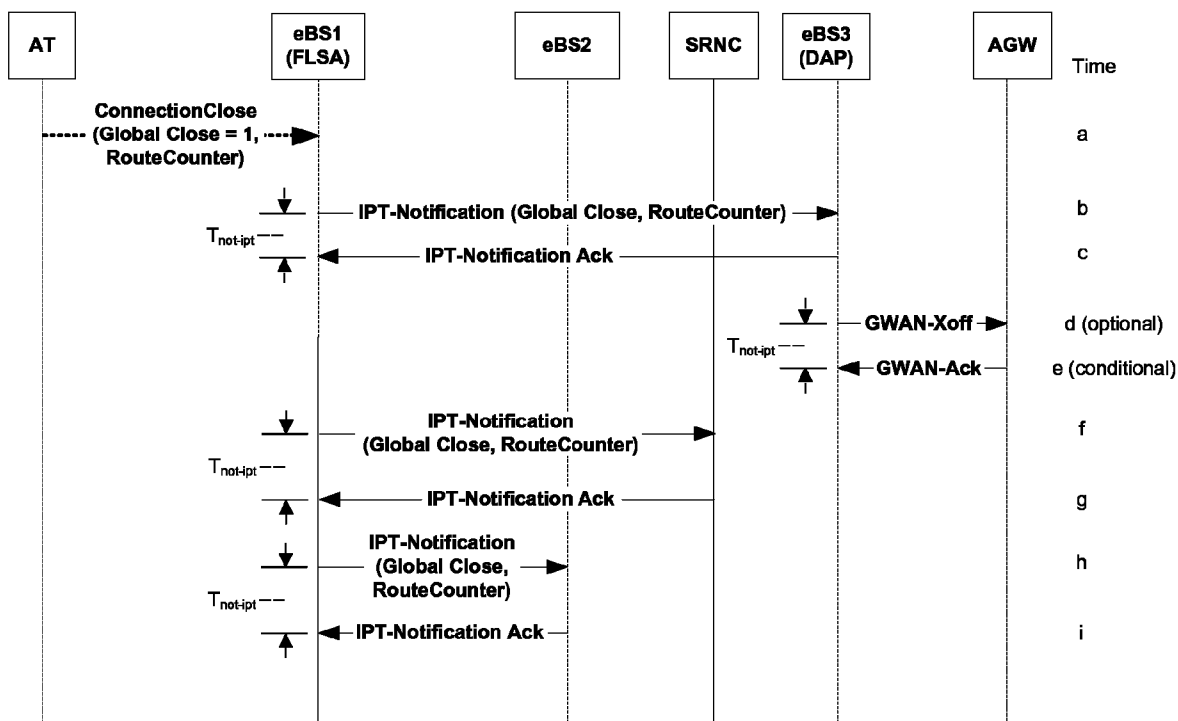 AT
eBS1
(FLSA)
eBS2
SRNC
eBS3
(DAP)
AGW
Time
ConnectionClose
(Global Close = 1,
RouteCounter)
a
IPT-Notification (Global Close, RouteCounter)
b
Tnot-ipt
IPT-Notification Ack
c
GWAN-Xoff
d (optional)
Tnot-ipt
GWAN-Ack
e (conditional)
IPT-Notification
(Global Close, RouteCounter)
f
Tnot-ipt
IPT-Notification Ack
g
IPT-Notification
(Global Close,
RouteCounter)
h
Tnot-ipt
IPT-Notification Ack
i